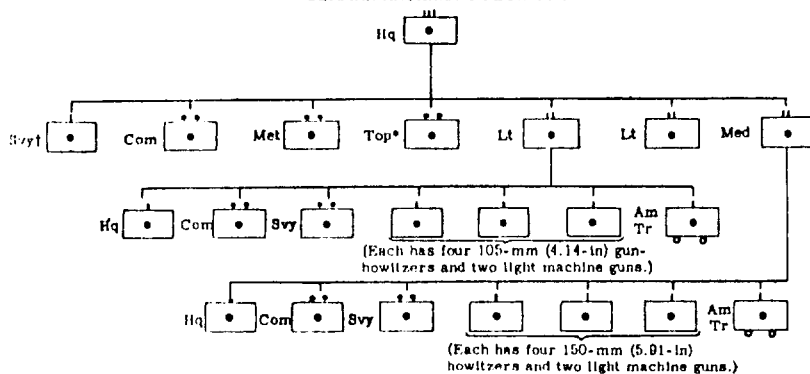 Hq
Svy† Com Met Top* Lt Lt Med
Hq Com Svy Am Tr
(Each has four 105-mm (4.14-in) gun-
howitzers and two light machine guns.)
Hq Com Svy Am Tr
(Each has four 150-mm (5.91-in)
howitzers and two light machine guns.)